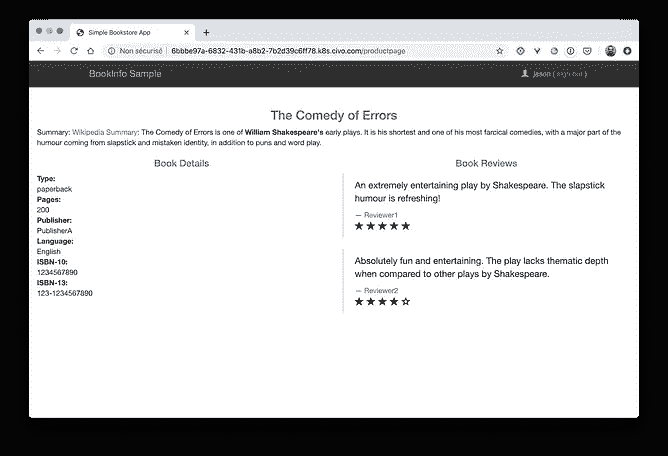 Simple Bookstore App
Non sécurisé | 6bbbe97a-6832-431b-a8b2-7b2d39c6ff78.k8s.civo.com/productpage
BookInfo Sample
jason (sign out)
The Comedy of Errors
Summary: Wikipedia Summary: The Comedy of Errors is one of William Shakespeare's early plays. It is his shortest and one of his most farcical comedies, with a major part of the
humour coming from slapstick and mistaken identity, in addition to puns and word play.
Book Details
Type:
paperback
Pages:
200
Publisher:
PublisherA
Language:
English
ISBN-10:
1234567890
ISBN-13:
123-1234567890
Book Reviews
An extremely entertaining play by Shakespeare. The slapstick
humour is refreshing!
— Reviewer1
Absolutely fun and entertaining. The play lacks thematic depth
when compared to other plays by Shakespeare.
— Reviewer2